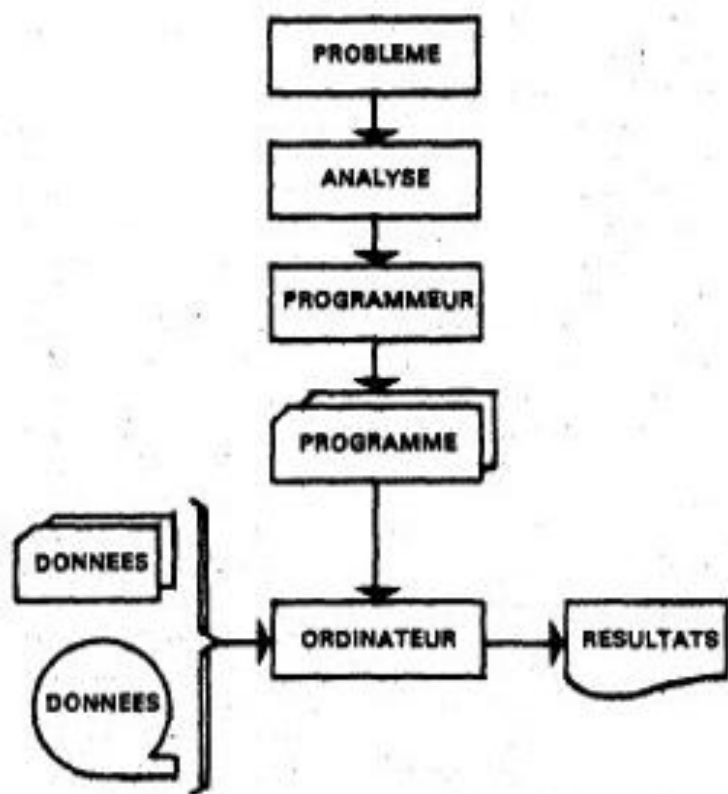 PROBLEME
ANALYSE
PROGRAMMEUR
PROGRAMME
DONNEES
ORDINATEUR
RESULTATS
DONNEES